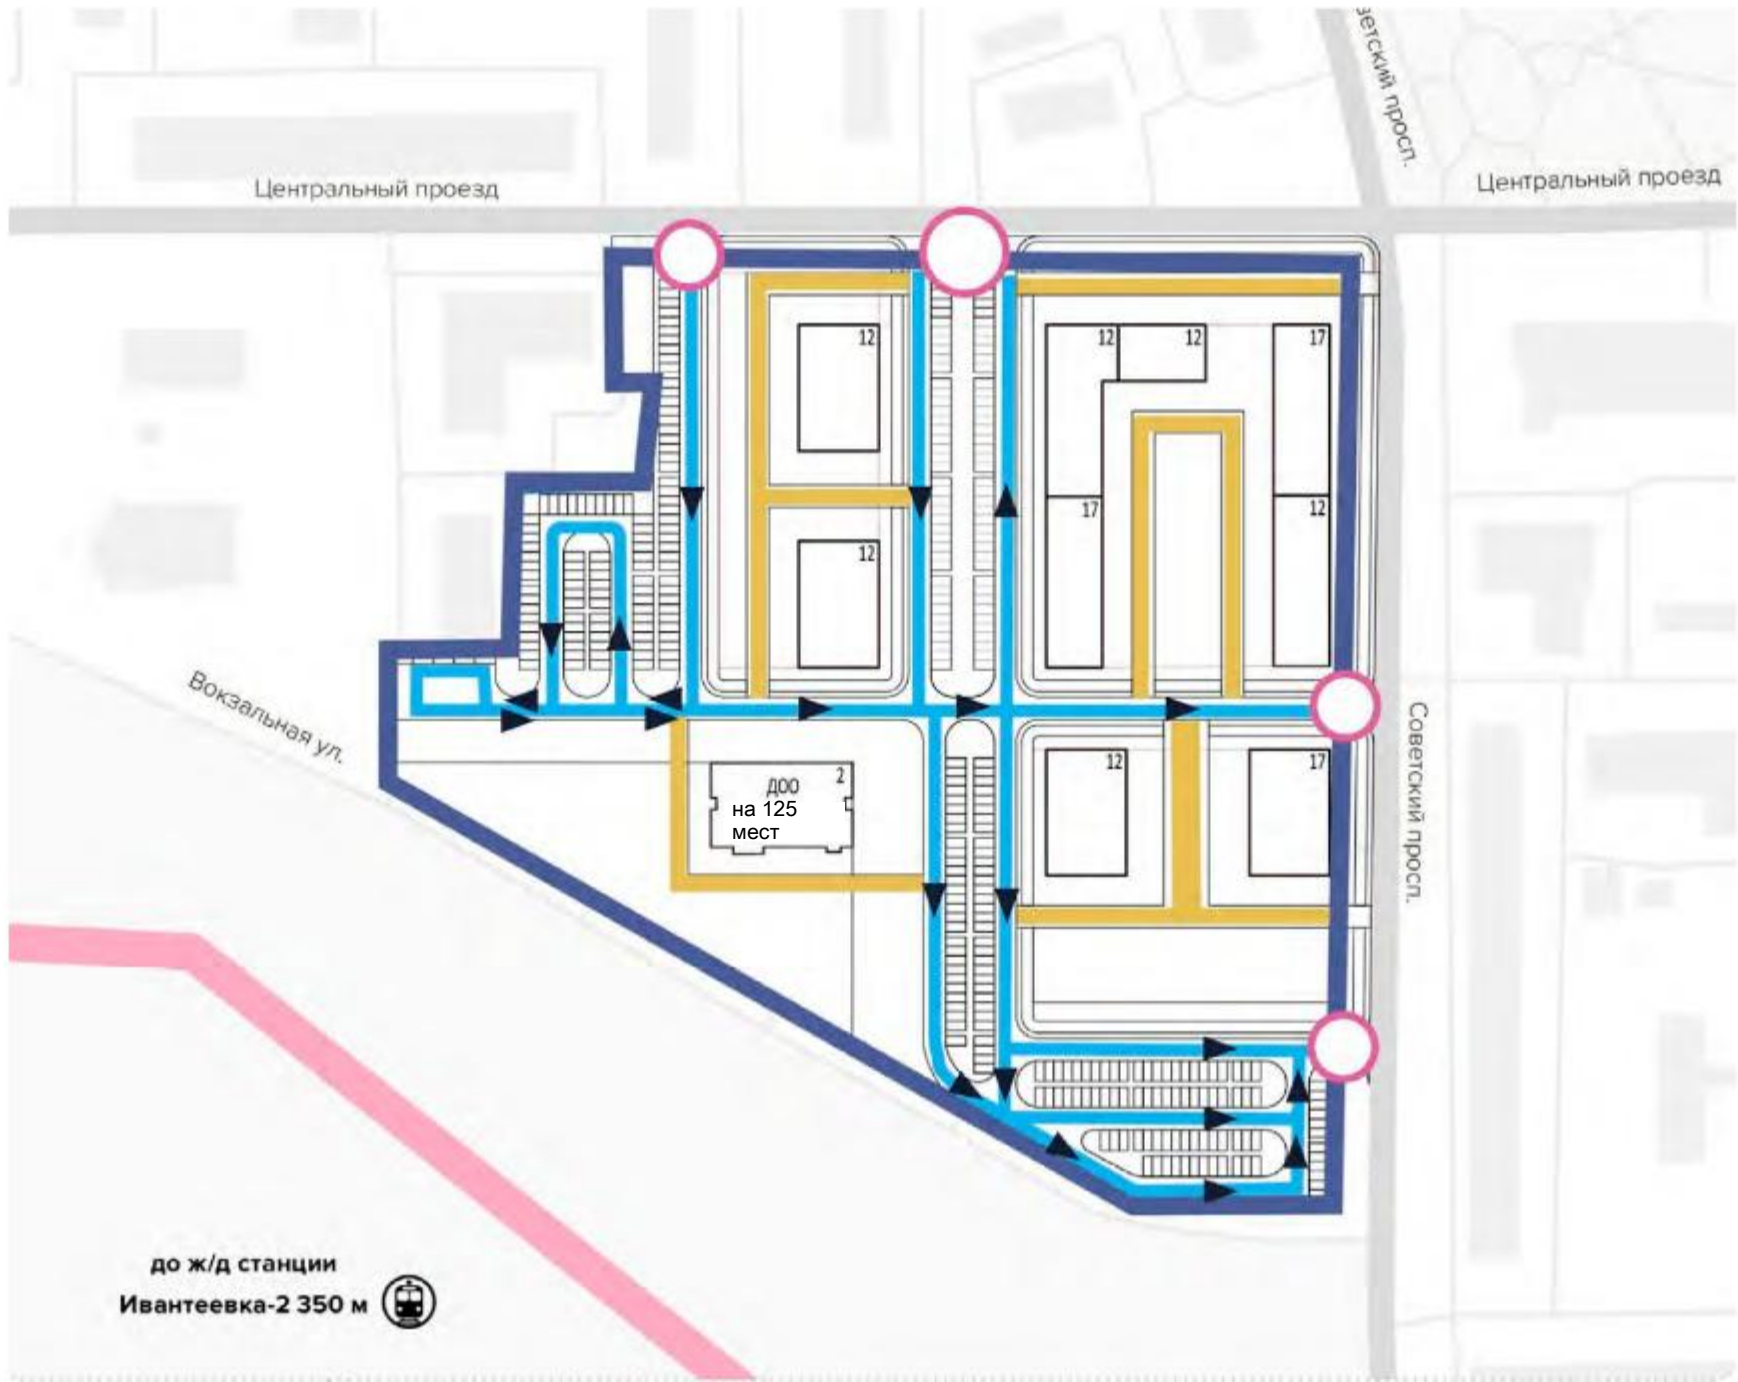 ветский просп.
Центральный проезд
Центральный проезд
12
12
12
17
17
12
12
Вокзальная ул.
12
17
2
ДОО
на 125
мест
Советский просп.
до ж/д станции
Ивантеевка-2 350 м